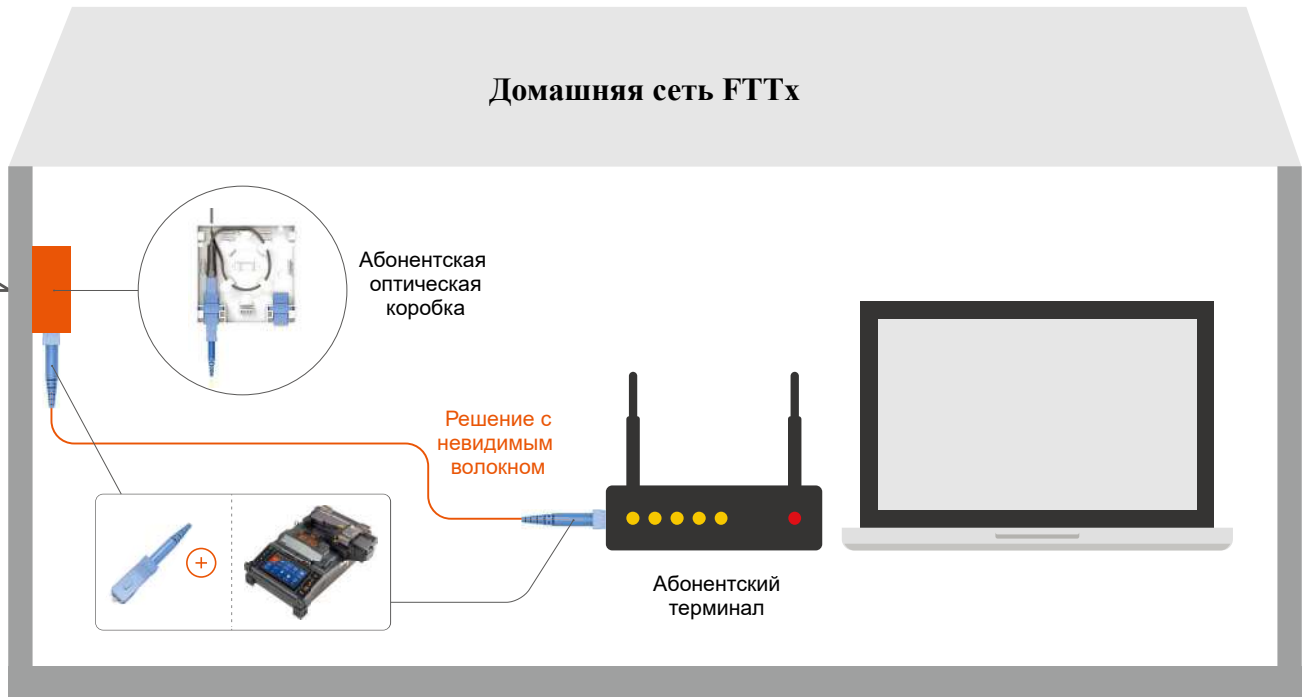 Домашняя сеть FTTx
Абонентская
оптическая
коробка
Решение с
невидимым
волокном
Абонентский
терминал